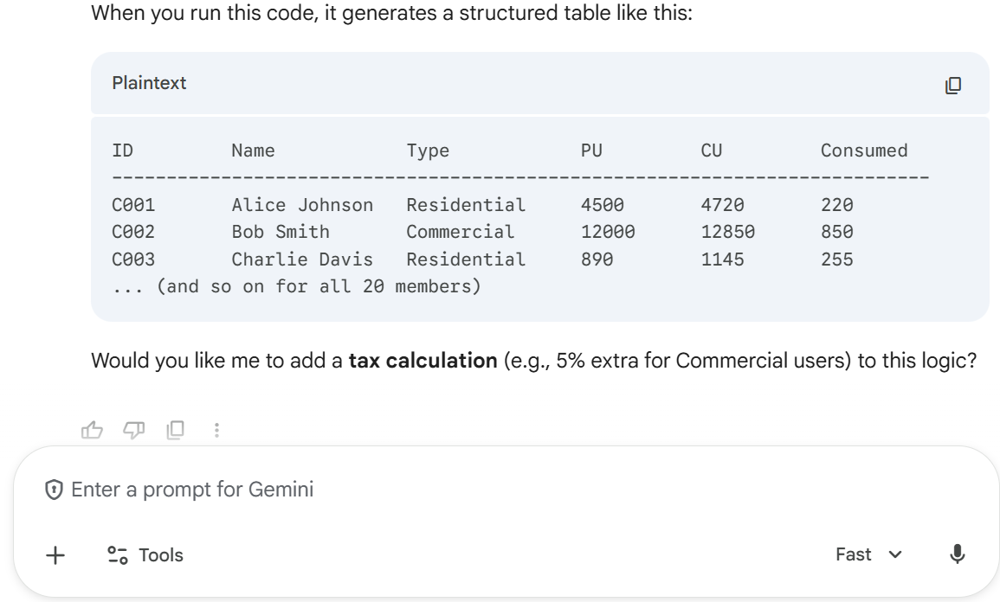 When you run this code, it generates a structured table like this:
Plaintext
ID Name Type PU CU Consumed
---------------------------------------------------------------------------
C001 Alice Johnson Residential 4500 4720 220
C002 Bob Smith Commercial 12000 12850 850
C003 Charlie Davis Residential 890 1145 255
... (and so on for all 20 members)
Would you like me to add a tax calculation (e.g., 5% extra for Commercial users) to this logic?
Enter a prompt for Gemini
Tools Fast